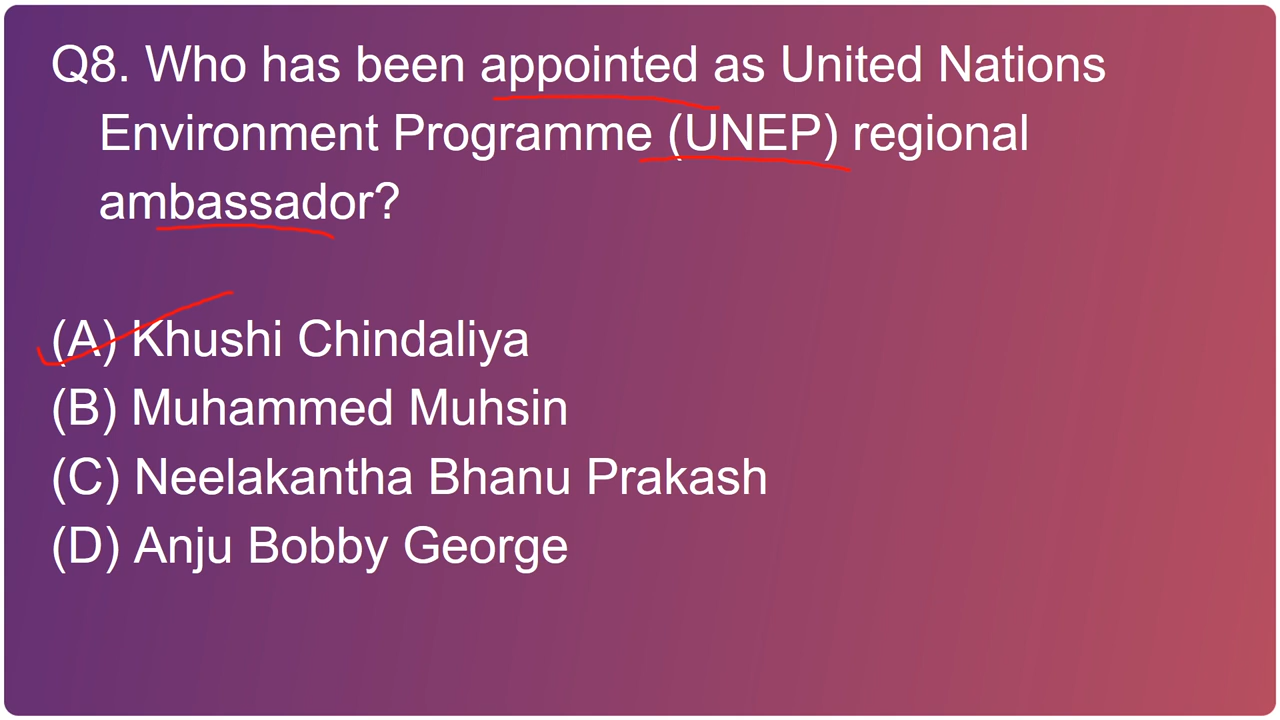 Q8. Who has been appointed as United Nations
Environment Programme (UNEP) regional
ambassador?
(A) Khushi Chindaliya
(B) Muhammed Muhsin
(C) Neelakantha Bhanu Prakash
(D) Anju Bobby George